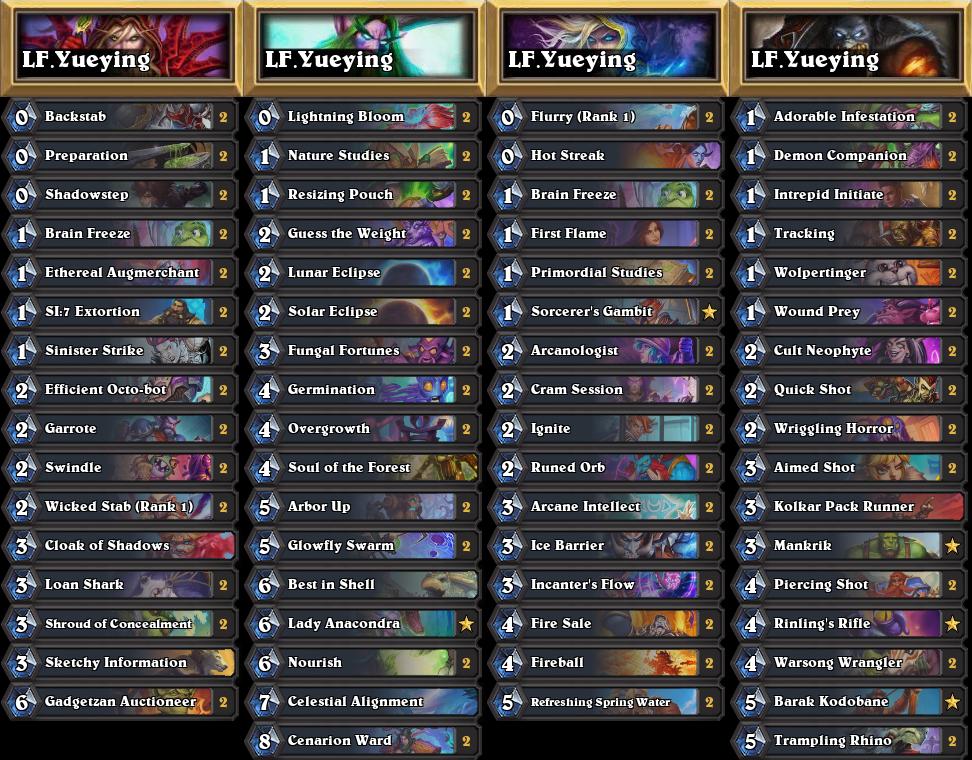 LF.Yueying
0 Backstab 2
0 Preparation 2
0 Shadowstep 2
1 Brain Freeze 2
1 Ethereal Augmerchant 2
1 SI:7 Extortion 2
1 Sinister Strike 2
2 Efficient Octo-bot 2
2 Garrote 2
2 Swindle 2
2 Wicked Stab (Rank 1) 2
3 Cloak of Shadows
3 Loan Shark 2
3 Shroud of Concealment 2
3 Sketchy Information
6 Gadgetzan Auctioneer 2
LF.Yueying
0 Lightning Bloom 2
1 Nature Studies 2
1 Resizing Pouch 2
2 Guess the Weight 2
2 Lunar Eclipse 2
2 Solar Eclipse 2
3 Fungal Fortunes 2
4 Germination 2
4 Overgrowth 2
4 Soul of the Forest
5 Arbor Up 2
5 Glowfly Swarm 2
6 Best in Shell
6 Lady Anacondra
6 Nourish 2
7 Celestial Alignment
8 Cenarion Ward 2
LF.Yueying
0 Flurry (Rank 1) 2
0 Hot Streak
1 Brain Freeze 2
1 First Flame 2
1 Primordial Studies 2
1 Sorcerer's Gambit
2 Arcanologist 2
2 Cram Session 2
2 Ignite 2
2 Runed Orb 2
3 Arcane Intellect 2
3 Ice Barrier 2
3 Incanter's Flow 2
4 Fire Sale 2
4 Fireball 2
5 Refreshing Spring Water 2
LF.Yueying
1 Adorable Infestation 2
1 Demon Companion 2
1 Intrepid Initiate 2
1 Tracking 2
1 Wolpertinger 2
1 Wound Prey 2
2 Cult Neophyte 2
2 Quick Shot 2
2 Wriggling Horror 2
3 Aimed Shot 2
3 Kolkar Pack Runner
3 Mankrik
4 Piercing Shot 2
4 Rinling's Rifle
4 Warsong Wrangler 2
5 Barak Kodobane
5 Trampling Rhino 2